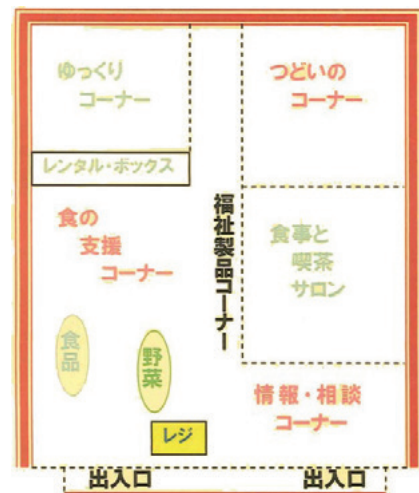 ゆっくり
コーナー
つどいの
コーナー
レンタル・ボックス
食の
支援
コーナー
福祉製品コーナー
食事と
喫茶
サロン
食品
野菜
情報・相談
コーナー
レジ
出入口
出入口